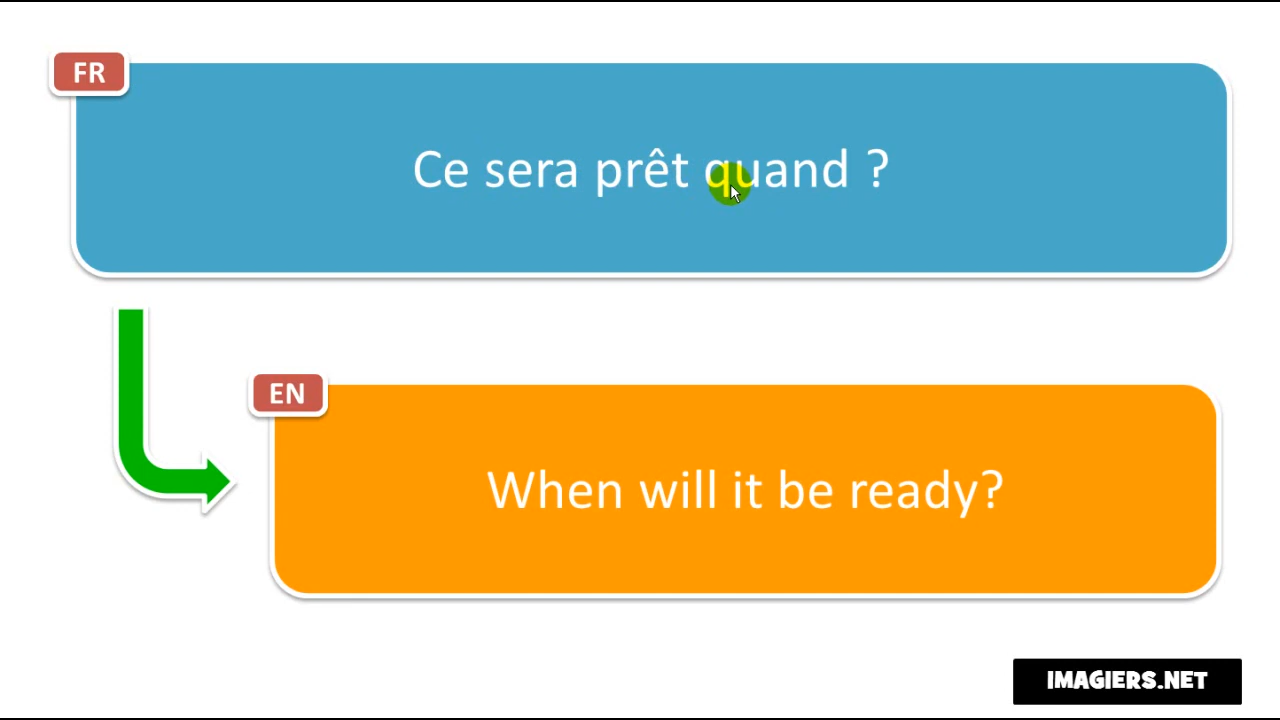 FR
Ce sera prêt quand ?
EN
When will it be ready?
IMAGIERS.NET